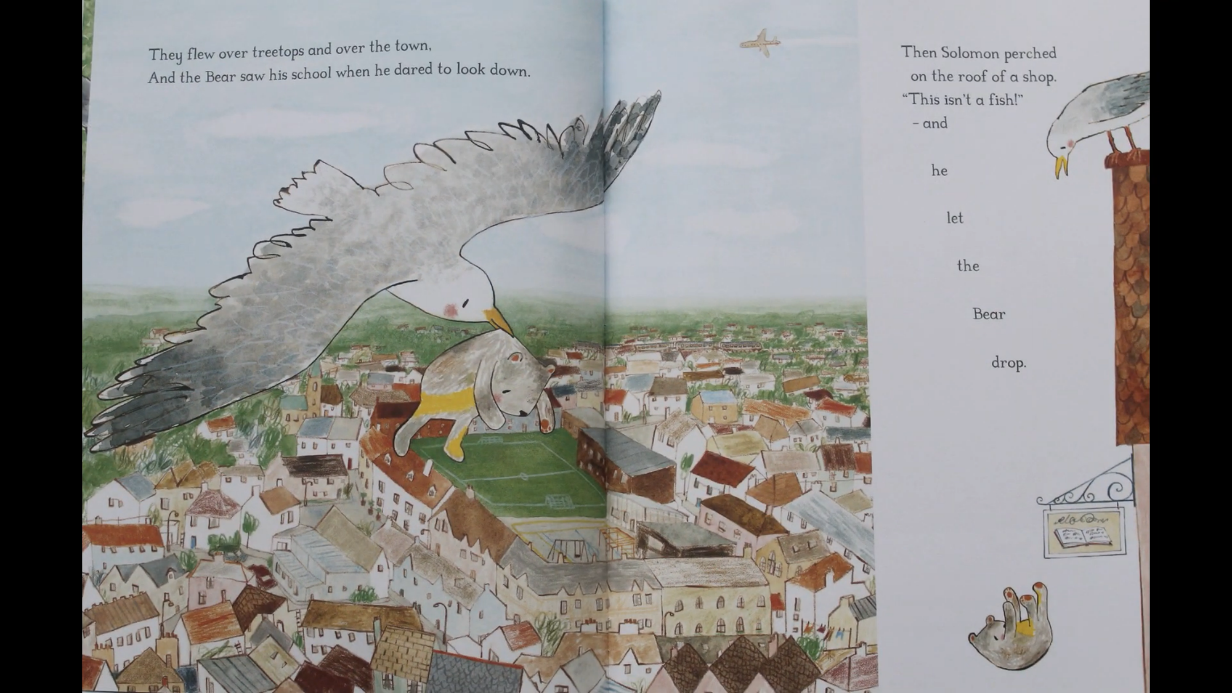 They flew over treetops and over the town,
And the Bear saw his school when he dared to look down.
Then Solomon perched
on the roof of a shop.
“This isn't a fish!”
– and
he
let
the
Bear
drop.